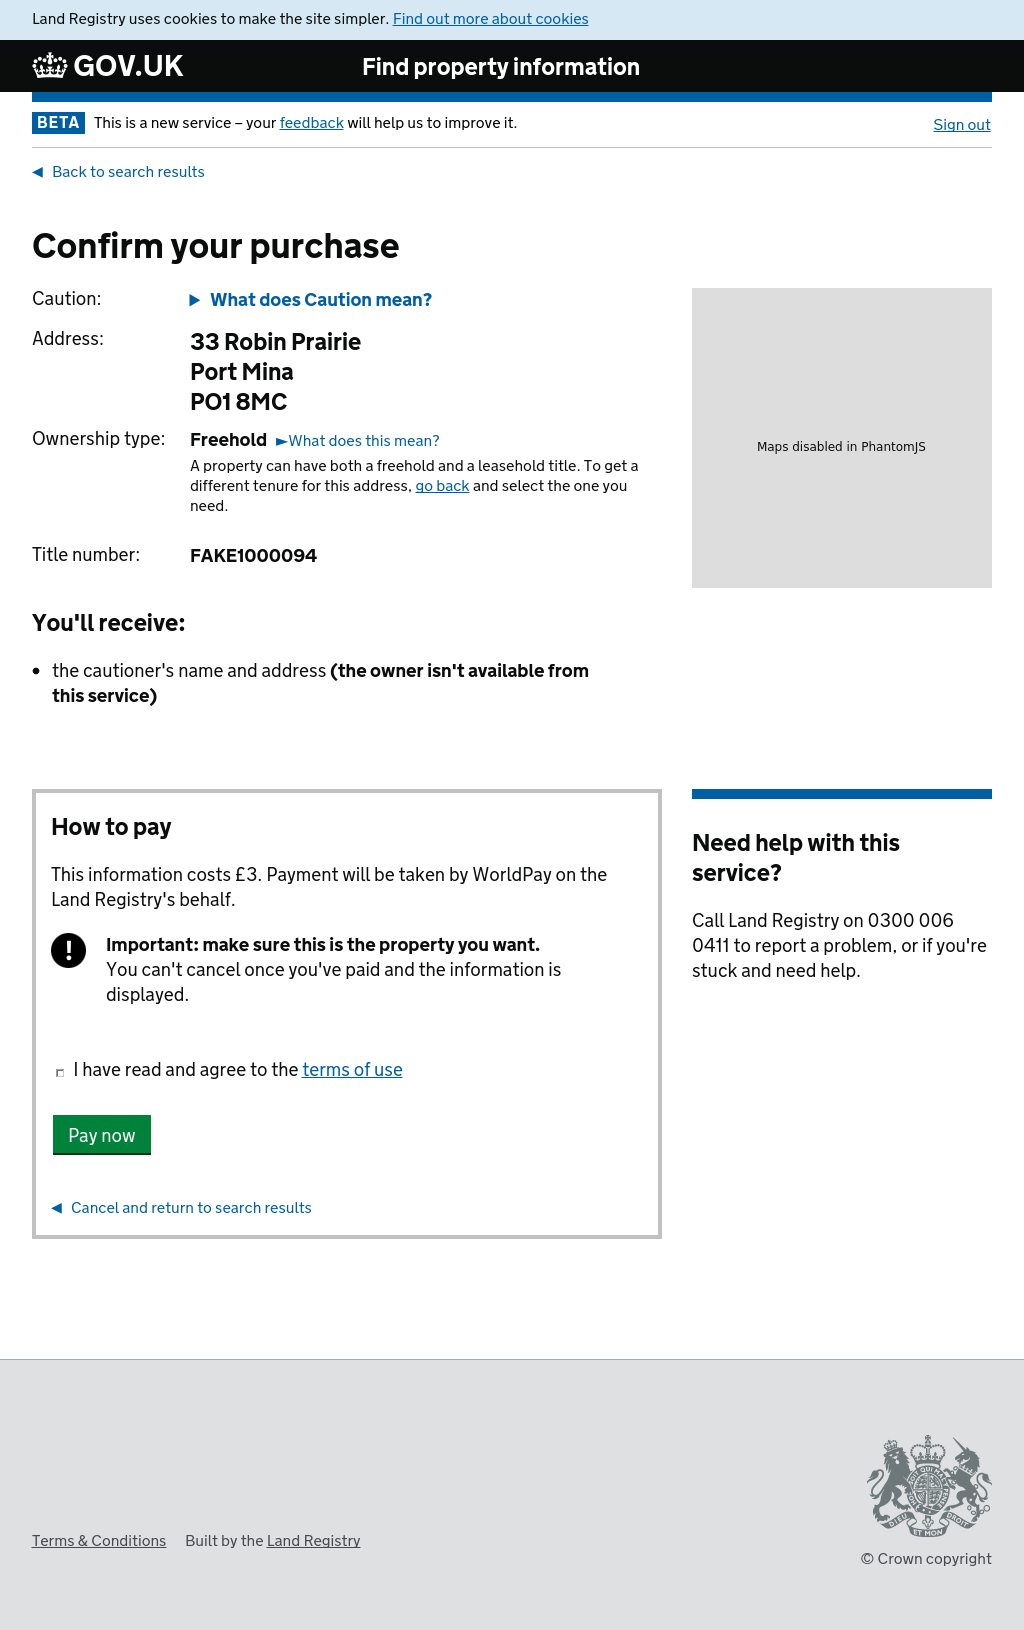 Land Registry uses cookies to make the site simpler. Find out more about cookies
GOV.UK
Find property information
BETA This is a new service – your feedback will help us to improve it.
Sign out
◀ Back to search results
Confirm your purchase
Caution:
▶ What does Caution mean?
Address:
33 Robin Prairie
Port Mina
PO1 8MC
Ownership type:
Freehold ►What does this mean?
A property can have both a freehold and a leasehold title. To get a
different tenure for this address, go back and select the one you
need.
Title number:
FAKE1000094
Maps disabled in PhantomJS
You'll receive:
• the cautioner's name and address (the owner isn't available from
this service)
How to pay
This information costs £3. Payment will be taken by WorldPay on the
Land Registry's behalf.
! Important: make sure this is the property you want.
You can't cancel once you've paid and the information is
displayed.
I have read and agree to the terms of use
Pay now
◀ Cancel and return to search results
Need help with this
service?
Call Land Registry on 0300 006
0411 to report a problem, or if you're
stuck and need help.
DIEU ET MON DROIT
Terms & Conditions
Built by the Land Registry
© Crown copyright